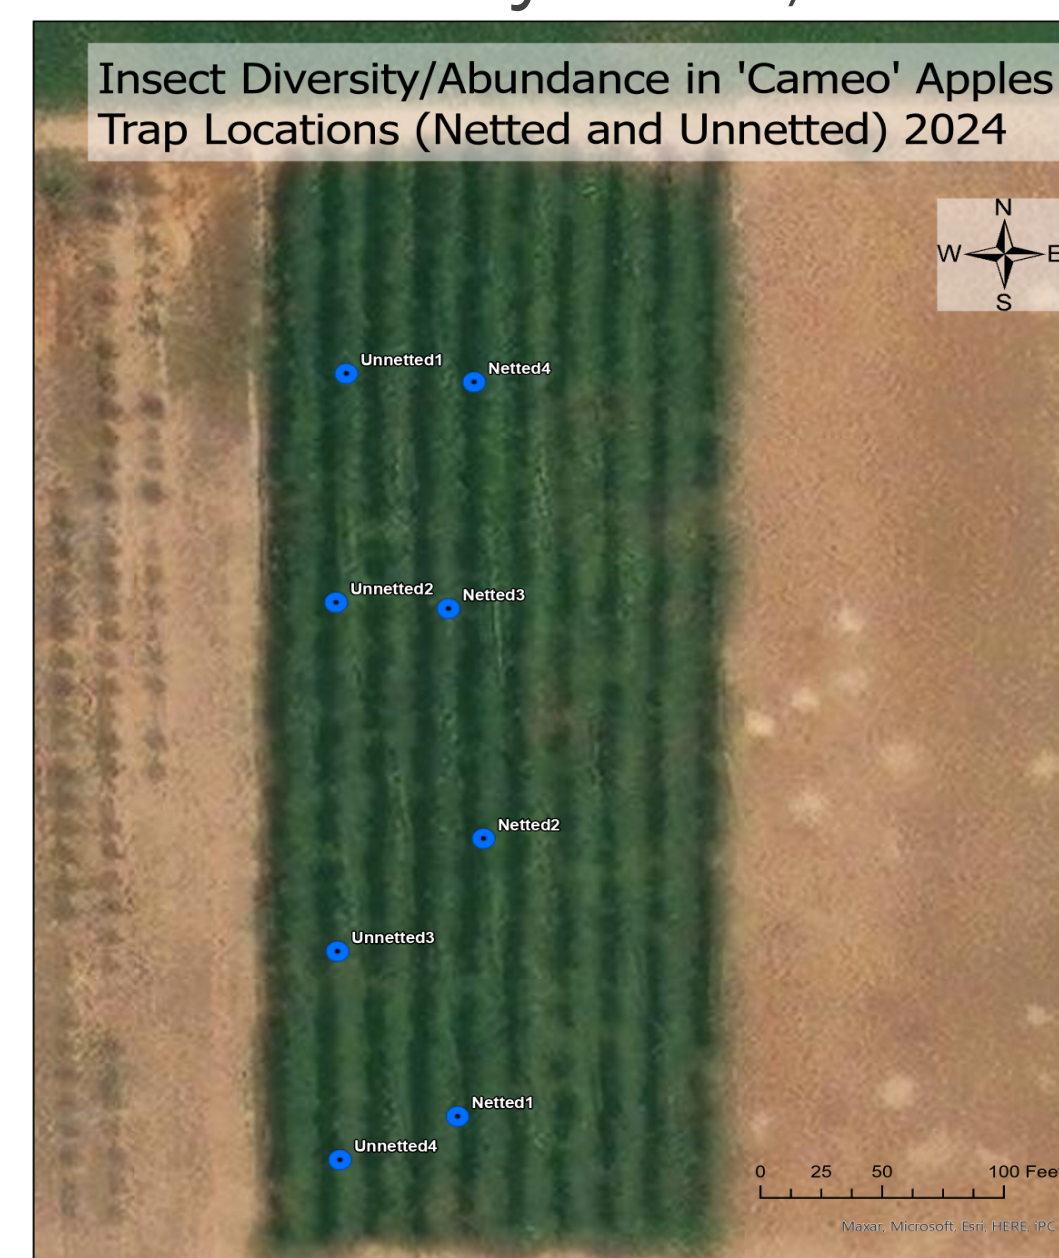 Insect Diversity/Abundance in 'Cameo' Apples
Trap Locations (Netted and Unnetted) 2024
N
W E
S
Unnetted1
Netted4
Unnetted2
Netted3
Netted2
Unnetted3
Netted1
Unnetted4
0 25 50 100 Fee
Maxar, Microsoft, Esri, HERE, iPC